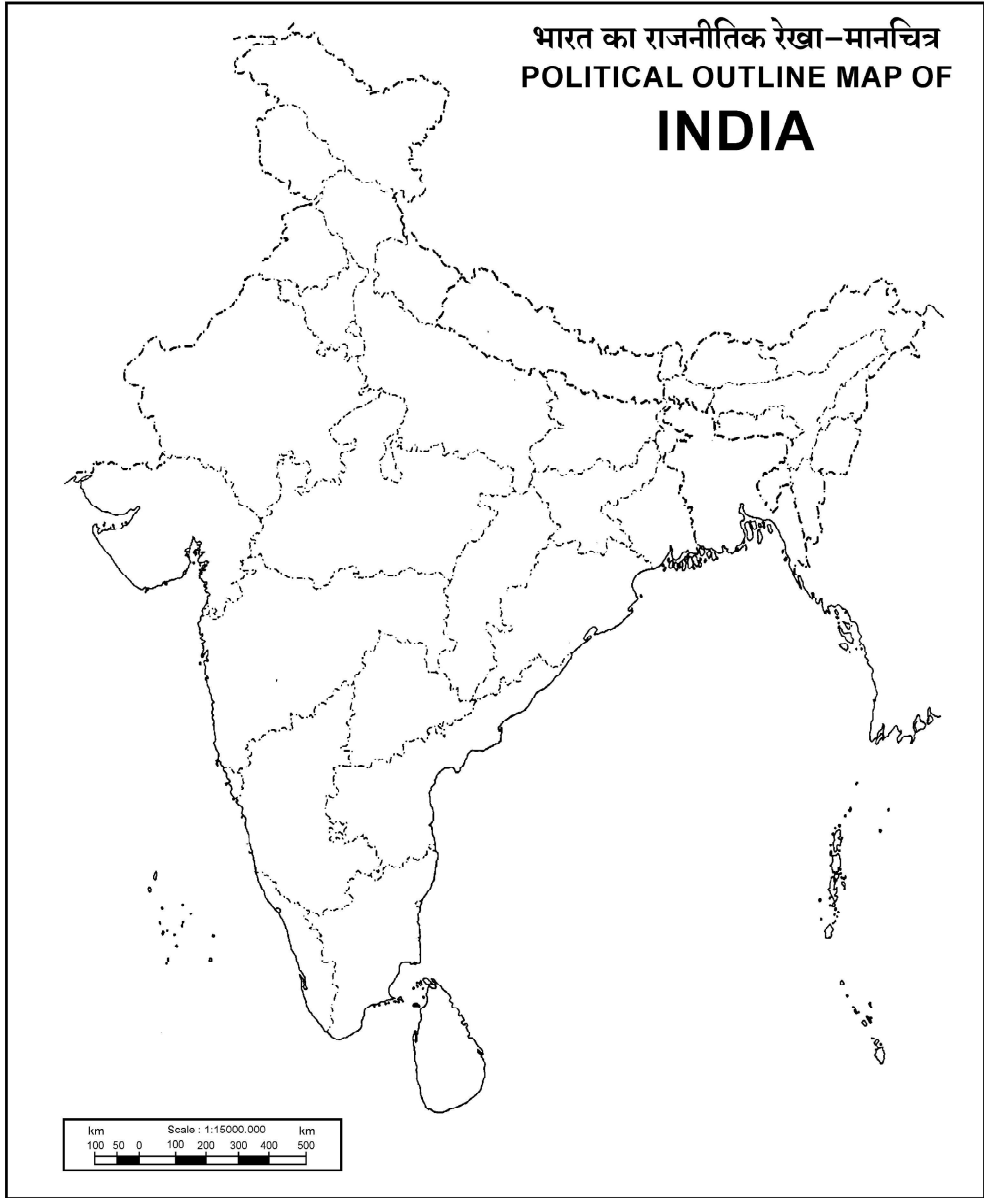 भारत का राजनीतिक रेखा–मानचित्र
POLITICAL OUTLINE MAP OF
INDIA
km Scale : 1:15000.000 km
100 50 0 100 200 300 400 500